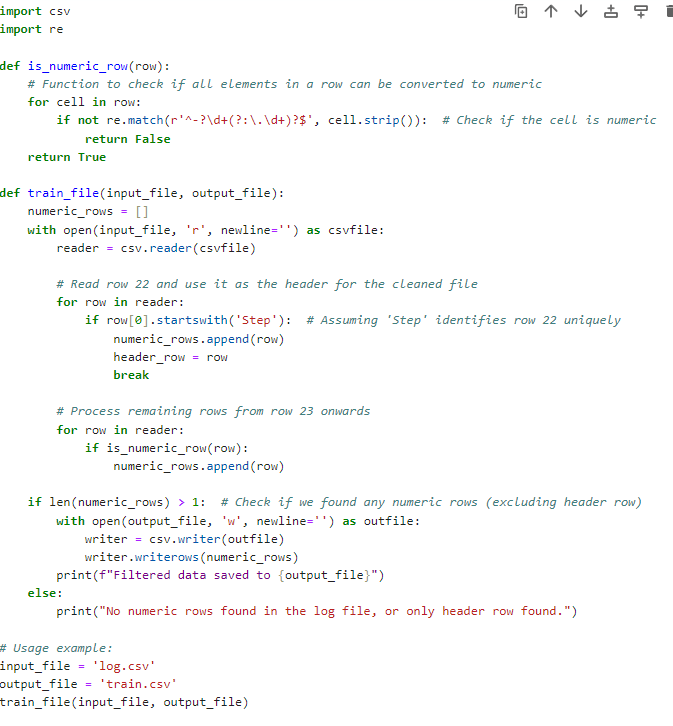 import csv
import re
def is_numeric_row(row):
    # Function to check if all elements in a row can be converted to numeric
    for cell in row:
        if not re.match(r'^-?\d+(?:\.\d+)?$', cell.strip()):  # Check if the cell is numeric
            return False
    return True
def train_file(input_file, output_file):
    numeric_rows = []
    with open(input_file, 'r', newline='') as csvfile:
        reader = csv.reader(csvfile)
        # Read row 22 and use it as the header for the cleaned file
        for row in reader:
            if row[0].startswith('Step'):  # Assuming 'Step' identifies row 22 uniquely
                numeric_rows.append(row)
                header_row = row
                break
        # Process remaining rows from row 23 onwards
        for row in reader:
            if is_numeric_row(row):
                numeric_rows.append(row)
    if len(numeric_rows) > 1:  # Check if we found any numeric rows (excluding header row)
        with open(output_file, 'w', newline='') as outfile:
            writer = csv.writer(outfile)
            writer.writerows(numeric_rows)
        print(f"Filtered data saved to {output_file}")
    else:
        print("No numeric rows found in the log file, or only header row found.")
# Usage example:
input_file = 'log.csv'
output_file = 'train.csv'
train_file(input_file, output_file)